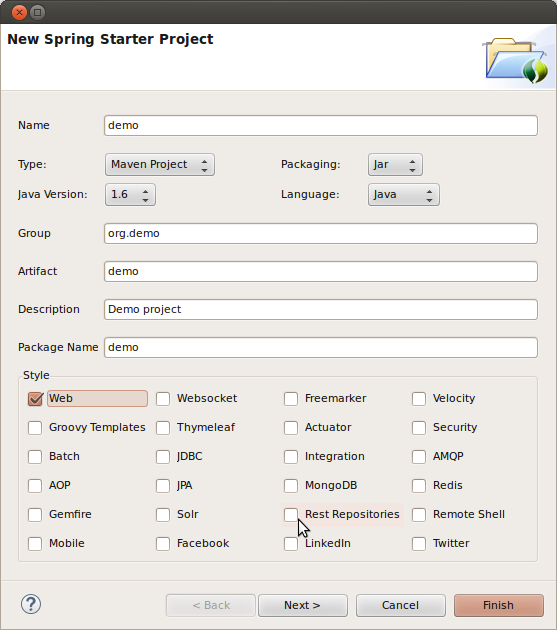 New Spring Starter Project
Name demo
Type: Maven Project Packaging: Jar
Java Version: 1.6 Language: Java
Group org.demo
Artifact demo
Description Demo project
Package Name demo
Style
Web Websocket Freemarker Velocity
Groovy Templates Thymeleaf Actuator Security
Batch JDBC Integration AMQP
AOP JPA MongoDB Redis
Gemfire Solr Rest Repositories Remote Shell
Mobile Facebook LinkedIn Twitter
? < Back Next > Cancel Finish